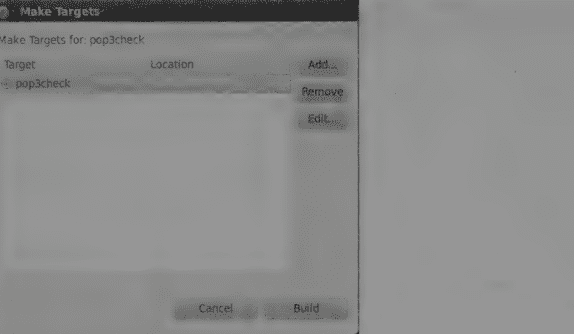 Make Targets
Make Targets for: pop3check
Target Location
pop3check
Add...
Remove
Edit...
Cancel Build